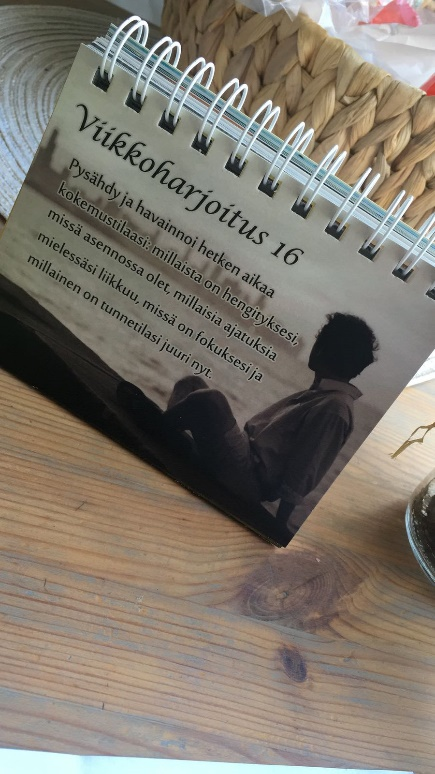 Viikkoharjoitus 16
Pysähdy ja havainnoi hetken aikaa
kokemustilaasi: millaista on hengityksesi,
missä asennossa olet, millaisia ajatuksia
mielessäsi liikkuu, missä on fokuksesi ja
millainen on tunnetilasi juuri nyt.